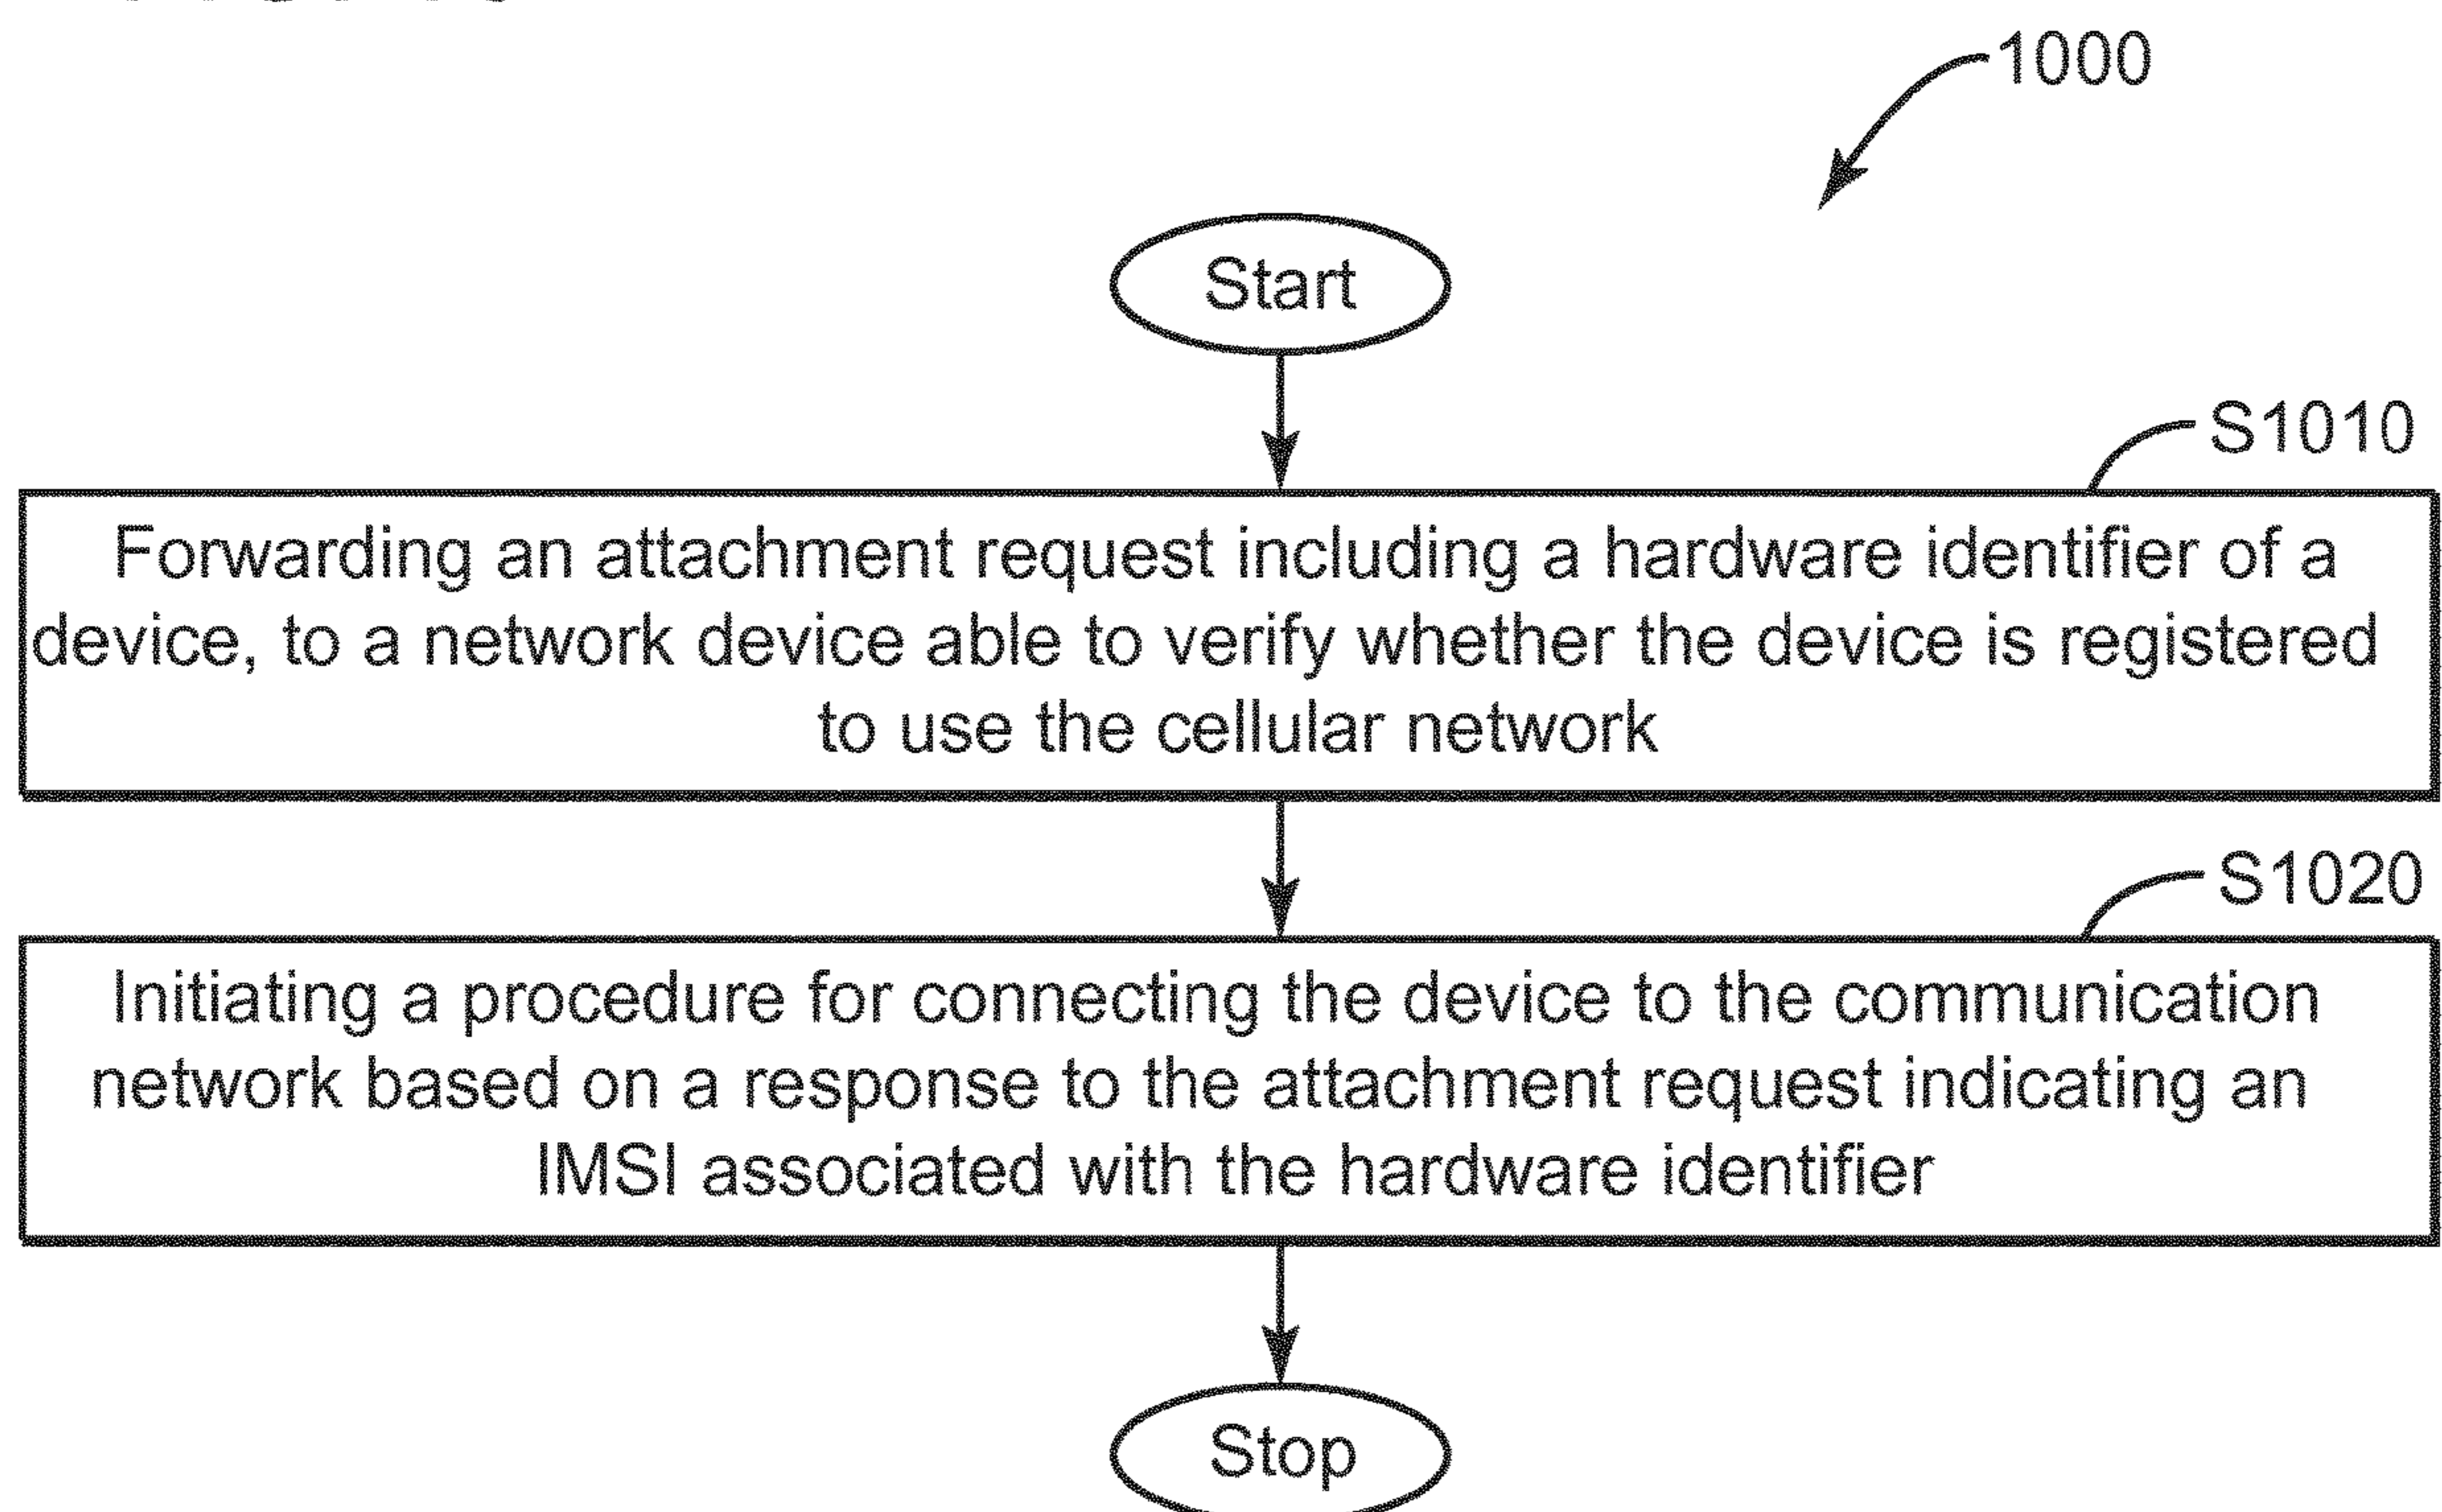 1000
Start
S1010
Forwarding an attachment request including a hardware identifier of a
device, to a network device able to verify whether the device is registered
to use the cellular network
S1020
Initiating a procedure for connecting the device to the communication
network based on a response to the attachment request indicating an
IMSI associated with the hardware identifier
Stop